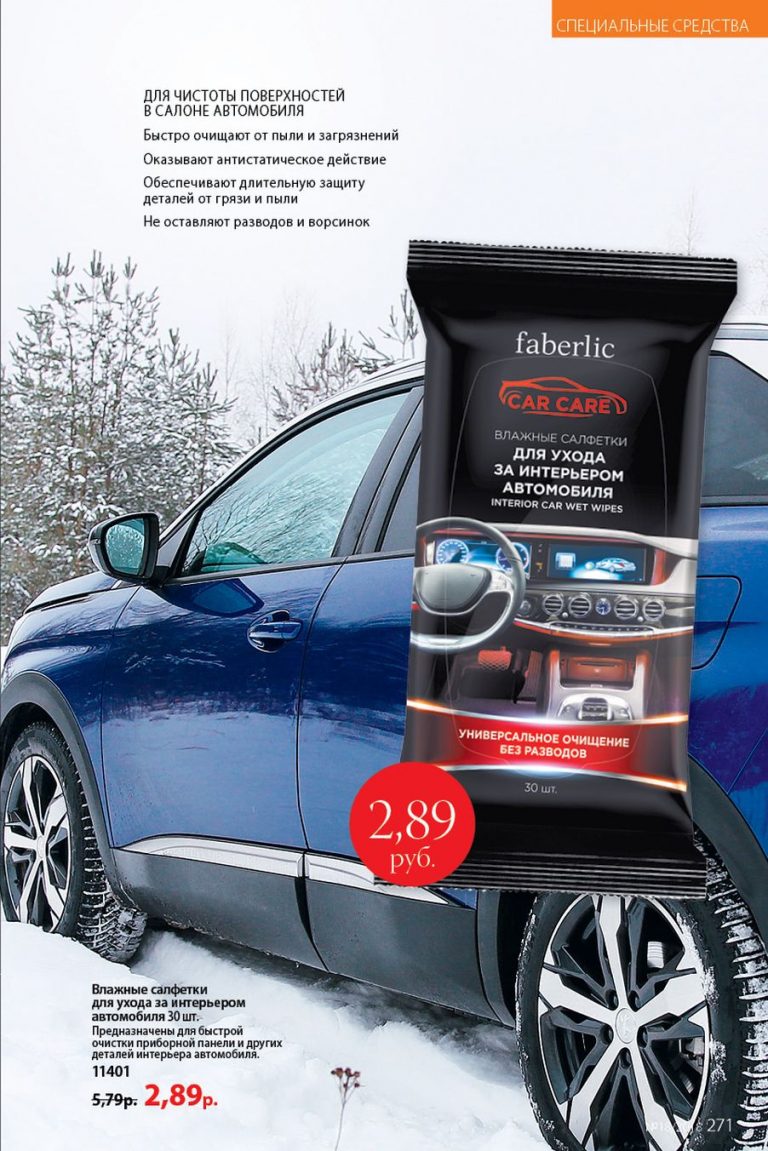 СПЕЦИАЛЬНЫЕ СРЕДСТВА
ДЛЯ ЧИСТОТЫ ПОВЕРХНОСТЕЙ
В САЛОНЕ АВТОМОБИЛЯ
Быстро очищают от пыли и загрязнений
Оказывают антистатическое действие
Обеспечивают длительную защиту
деталей от грязи и пыли
Не оставляют разводов и ворсинок
faberlic
CAR CARE
ВЛАЖНЫЕ САЛФЕТКИ
ДЛЯ УХОДА
ЗА ИНТЕРЬЕРОМ
АВТОМОБИЛЯ
INTERIOR CAR WET WIPES
УНИВЕРСАЛЬНОЕ ОЧИЩЕНИЕ
БЕЗ РАЗВОДОВ
30 шт.
2,89
руб.
Влажные салфетки
для ухода за интерьером
автомобиля 30 шт.
Предназначены для быстрой
очистки приборной панели и других
деталей интерьера автомобиля.
11401
5,79р. 2,89р.
271